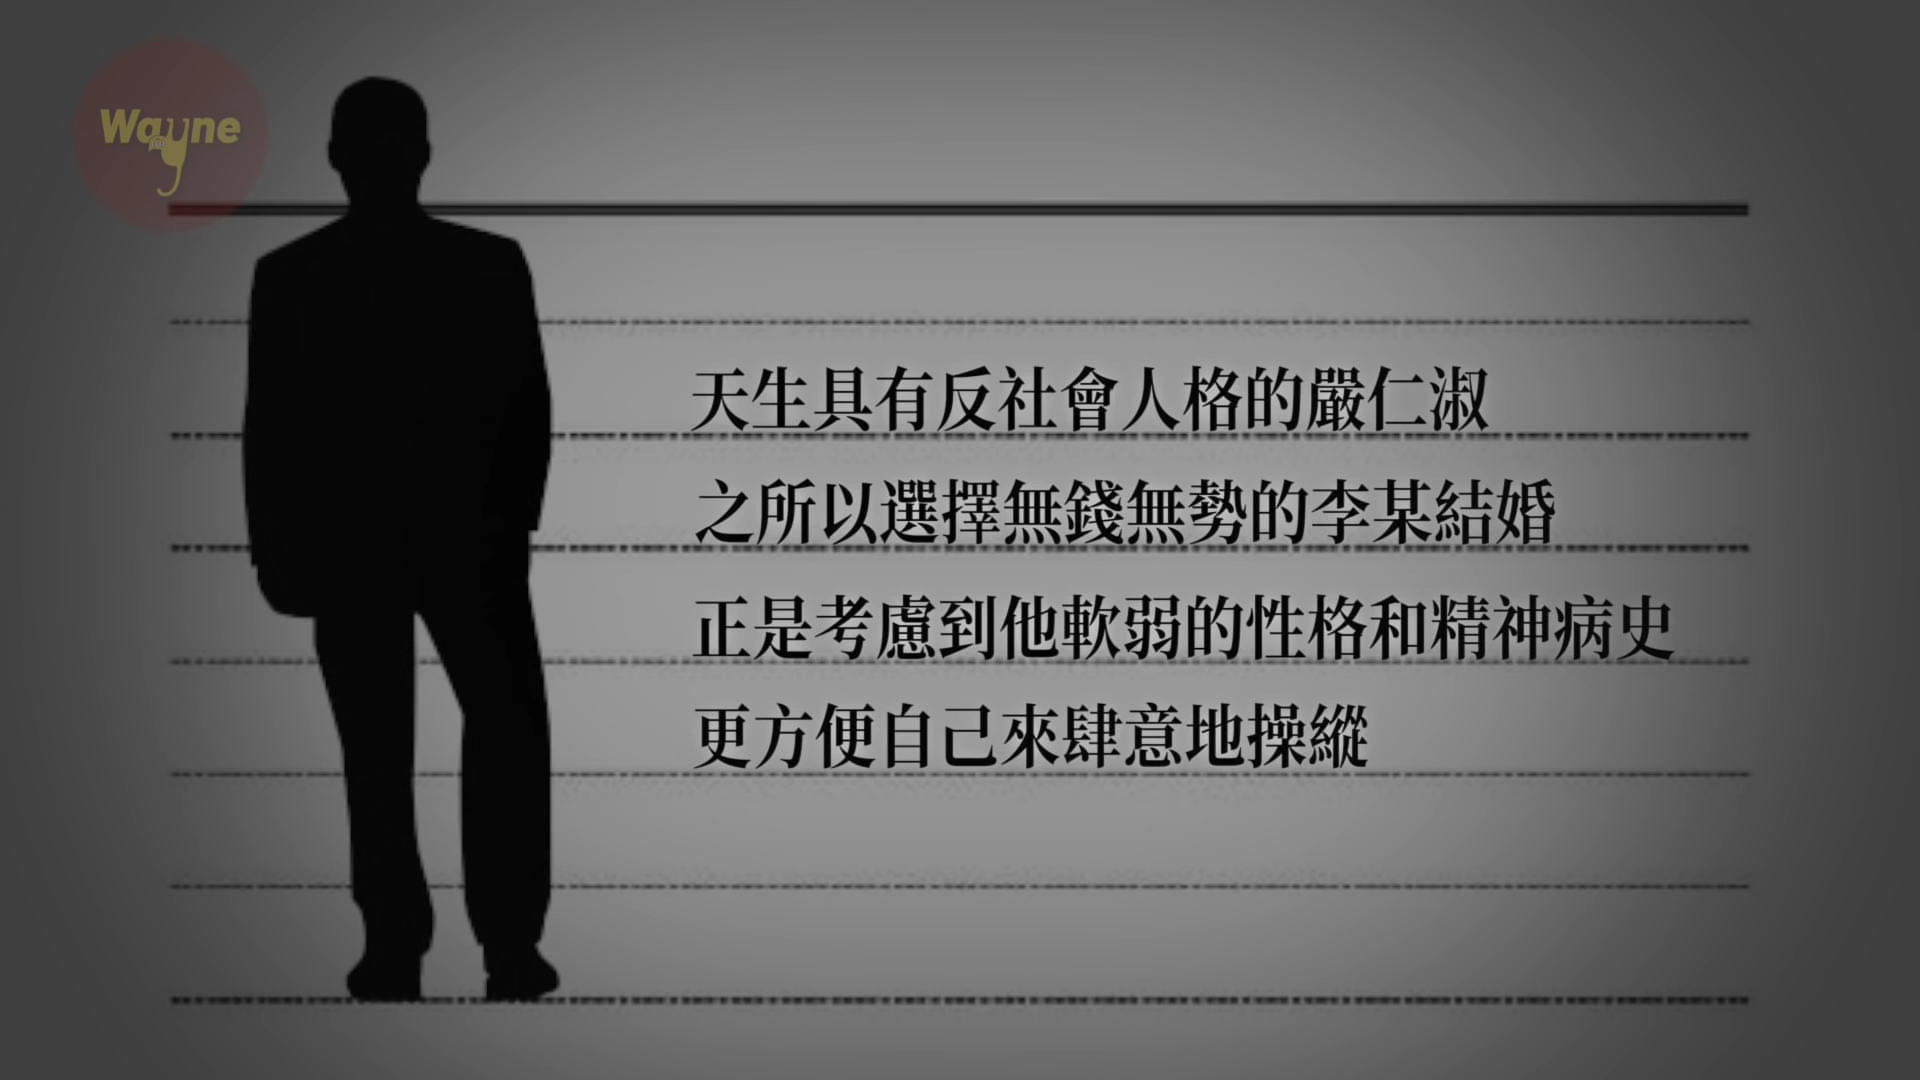 Wayne
天生具有反社會人格的嚴仁淑
之所以選擇無錢無勢的李某結婚
正是考慮到他軟弱的性格和精神病史
更方便自己來肆意地操縱